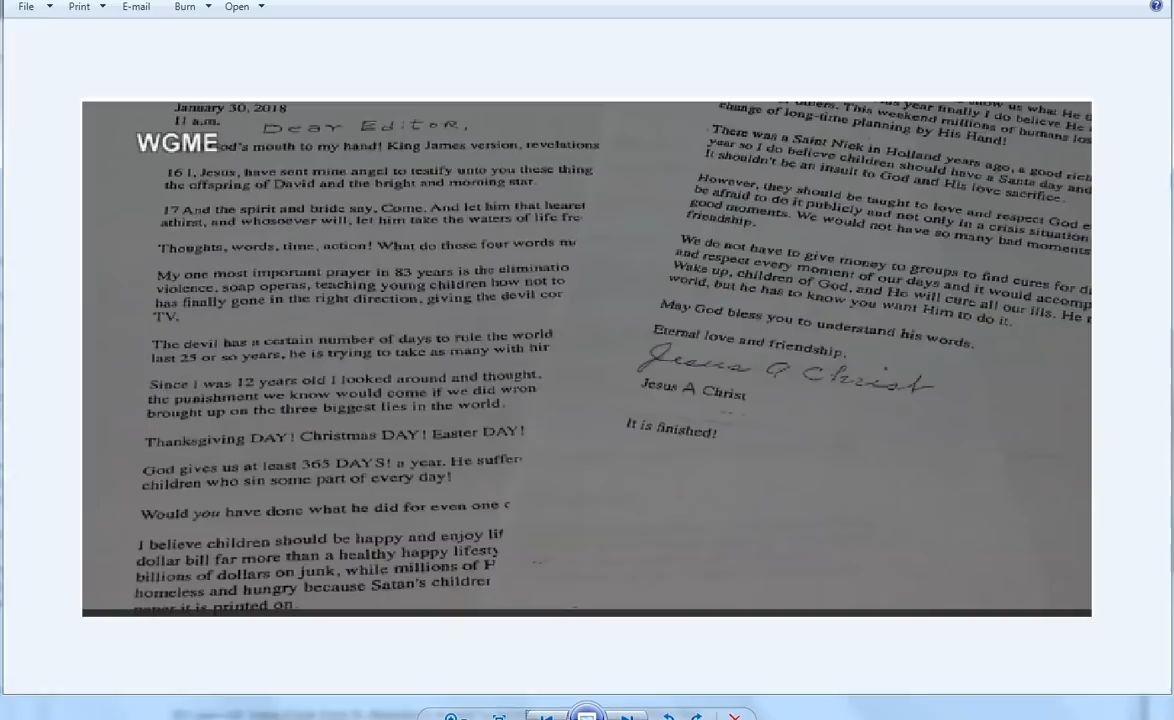 File
Print
E-mail
Burn
Open
January 30, 2018
11 a.m.
Dear Editor,
WGME
od's mouth to my hand! King James version, revelations
16 I, Jesus, have sent mine angel to testify unto you these thing
the offspring of David and the bright and morning star.
17 And the spirit and bride say, Come. And let him that heareth
athirst, and whosoever will, let him take the waters of life fre
Thoughts, words, time, action! What do these four words
My one most important prayer in 83 years is the eliminatio
violence, soap operas, teaching young children how not to
has finally gone in the right direction, giving the devil cor
TV.
The devil has a certain number of days to rule the world
last 25 or so years, he is trying to take as many with
Since I was 12 years old I looked around and thought,
the punishment we know would come if we did wron
brought up on the three biggest lies in the world.
Thanksgiving DAY! Christmas DAY! Easter DAY!
God gives us at least 365 DAYS! a year. He suffer
children who sin some part of every day!
Would you have done what he did for even one
I believe children should be happy and enjoy lif
dollar bill far more than a healthy happy lifesty
billions of dollars on junk, while millions of
homeless and hungry because Satan's children
paper it is printed on.
us what He
year finally I do believe He
others. This weekend millions of humans los
change of long-time planning by His Hand!
There was a Saint Nick in Holland years ago, a good rich
year so I do believe children should have a Santa day and
It shouldn't be an insult to God and His love sacrifice.
However, they should be taught to love and respect God e
be afraid to do it publicly and not only in a crisis situation
good moments. We would not have so many bad moments
friendship.
We do not have to give money to groups to find cures for di
and respect every moment of our days and it would accomp
Wake up, children of God, and He will cure all our ills. He
world, but he has to know you want Him to do it.
May God bless you to understand his words.
Eternal love and friendship,
Jesus A Christ
Jesus A Christ
It is finished!